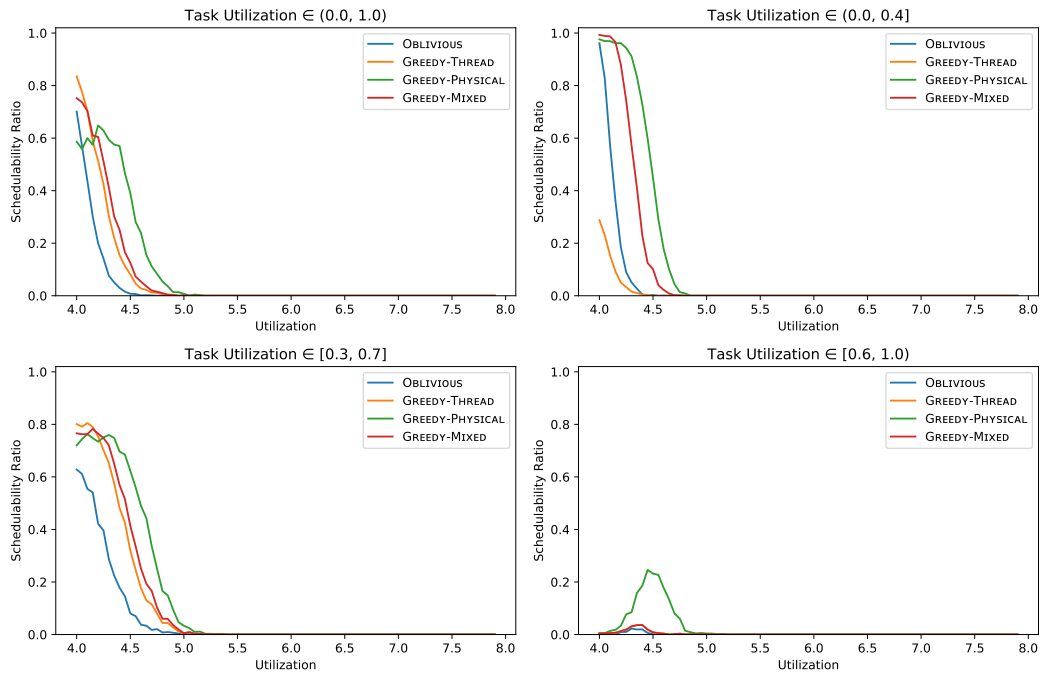 Task Utilization ∈ (0.0, 1.0)
1.0
0.8
0.6
0.4
0.2
0.0
Schedulability Ratio
Oblivious
Greedy-Thread
Greedy-Physical
Greedy-Mixed
4.0 4.5 5.0 5.5 6.0 6.5 7.0 7.5 8.0
Utilization
Task Utilization ∈ (0.0, 0.4]
1.0
0.8
0.6
0.4
0.2
0.0
Schedulability Ratio
Oblivious
Greedy-Thread
Greedy-Physical
Greedy-Mixed
4.0 4.5 5.0 5.5 6.0 6.5 7.0 7.5 8.0
Utilization
Task Utilization ∈ [0.3, 0.7]
1.0
0.8
0.6
0.4
0.2
0.0
Schedulability Ratio
Oblivious
Greedy-Thread
Greedy-Physical
Greedy-Mixed
4.0 4.5 5.0 5.5 6.0 6.5 7.0 7.5 8.0
Utilization
Task Utilization ∈ [0.6, 1.0)
1.0
0.8
0.6
0.4
0.2
0.0
Schedulability Ratio
Oblivious
Greedy-Thread
Greedy-Physical
Greedy-Mixed
4.0 4.5 5.0 5.5 6.0 6.5 7.0 7.5 8.0
Utilization